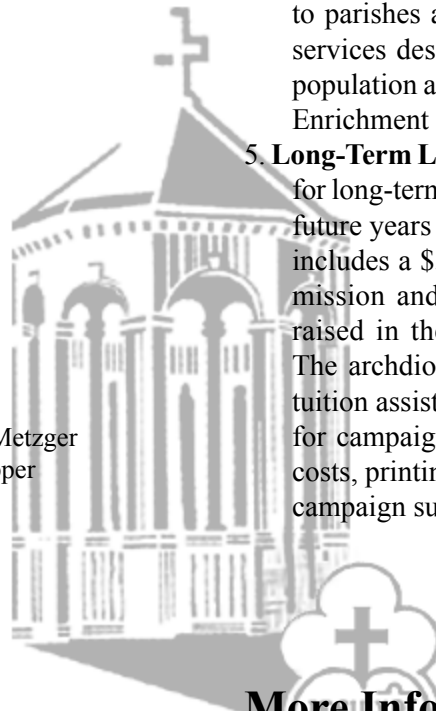 to parishes a
services des
population a
Enrichment
5. Long-Term L
for long-term
future years
includes a $
mission and
raised in the
The archdio
tuition assist
for campaig
costs, printin
campaign su
Metzger
per
More Info